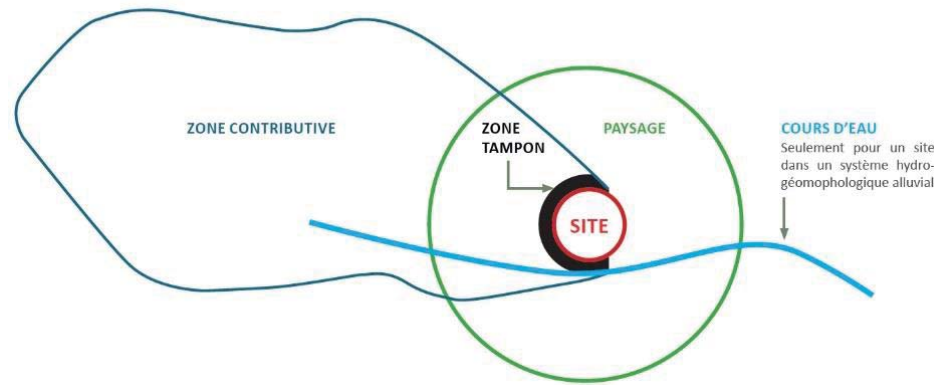 ZONE CONTRIBUTIVE
ZONE
TAMPON
PAYSAGE
SITE
COURS D'EAU
Seulement pour un site
dans un système hydro-
géomophologique alluvial